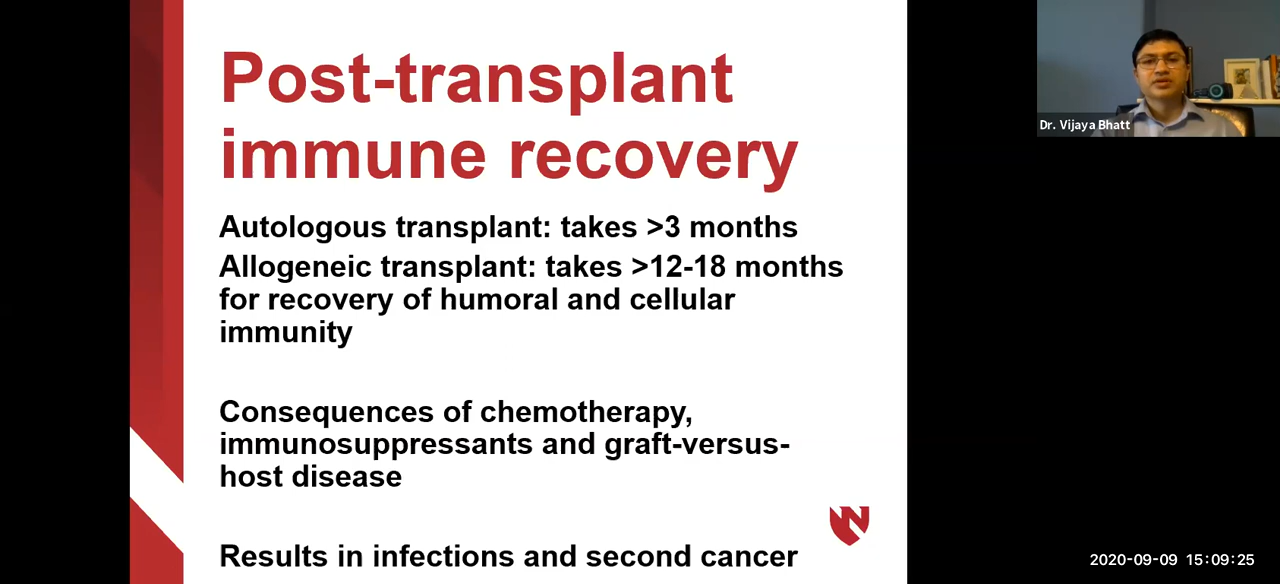 Post-transplant
immune recovery
Autologous transplant: takes >3 months
Allogeneic transplant: takes >12-18 months
for recovery of humoral and cellular
immunity
Consequences of chemotherapy,
immunosuppressants and graft-versus-
host disease
Results in infections and second cancer
Dr. Vijaya Bhatt
2020-09-09 15:09:25